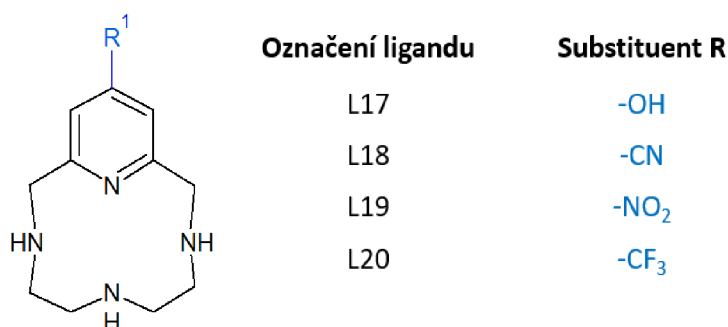 R¹
Označení ligandu Substituent R
L17 -OH
N
L18 -CN
HN NH
L19 -NO₂
N
H
L20 -CF₃